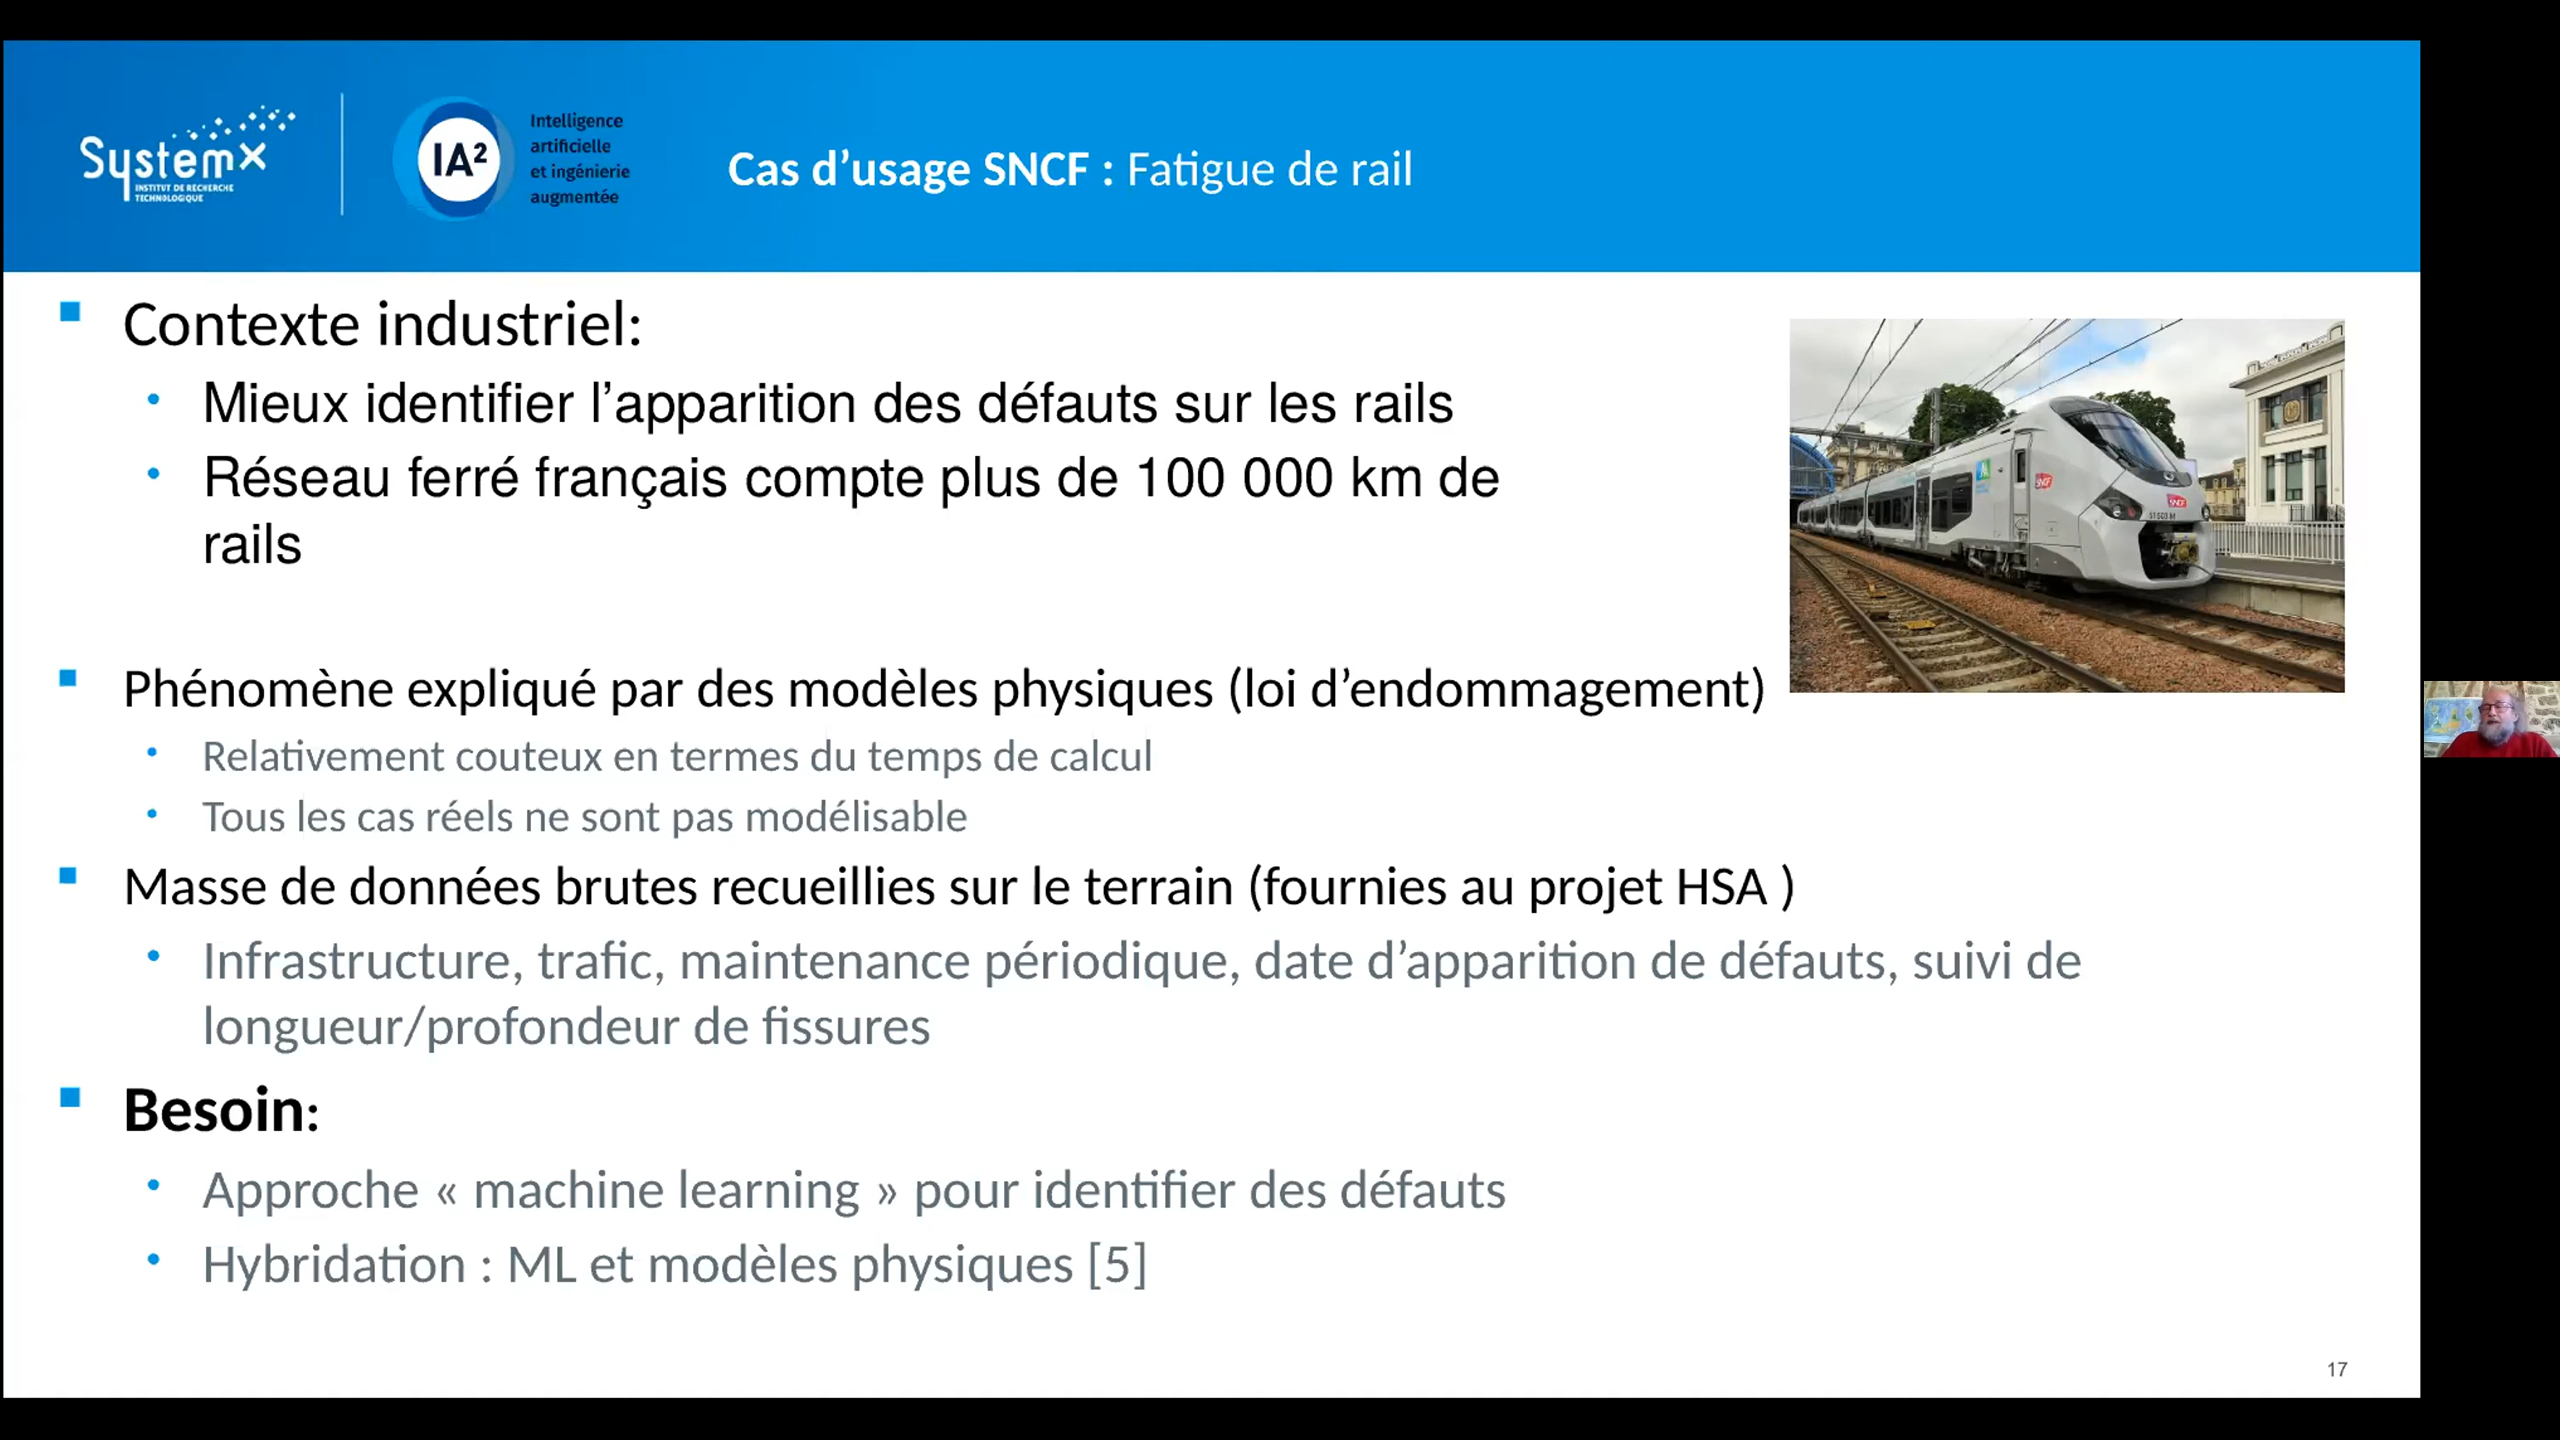 Systemx
INSTITUT DE RECHERCHE
TECHNOLOGIQUE
IA²
Intelligence
artificielle
et ingénierie
augmentée
Cas d’usage SNCF : Fatigue de rail
Contexte industriel:
Mieux identifier l’apparition des défauts sur les rails
Réseau ferré français compte plus de 100 000 km de
rails
SNCF
SNCF
Phénomène expliqué par des modèles physiques (loi d’endommagement)
Relativement couteux en termes du temps de calcul
Tous les cas réels ne sont pas modélisable
Masse de données brutes recueillies sur le terrain (fournies au projet HSA )
Infrastructure, trafic, maintenance périodique, date d’apparition de défauts, suivi de
longueur/profondeur de fissures
Besoin:
Approche « machine learning » pour identifier des défauts
Hybridation : ML et modèles physiques [5]
17